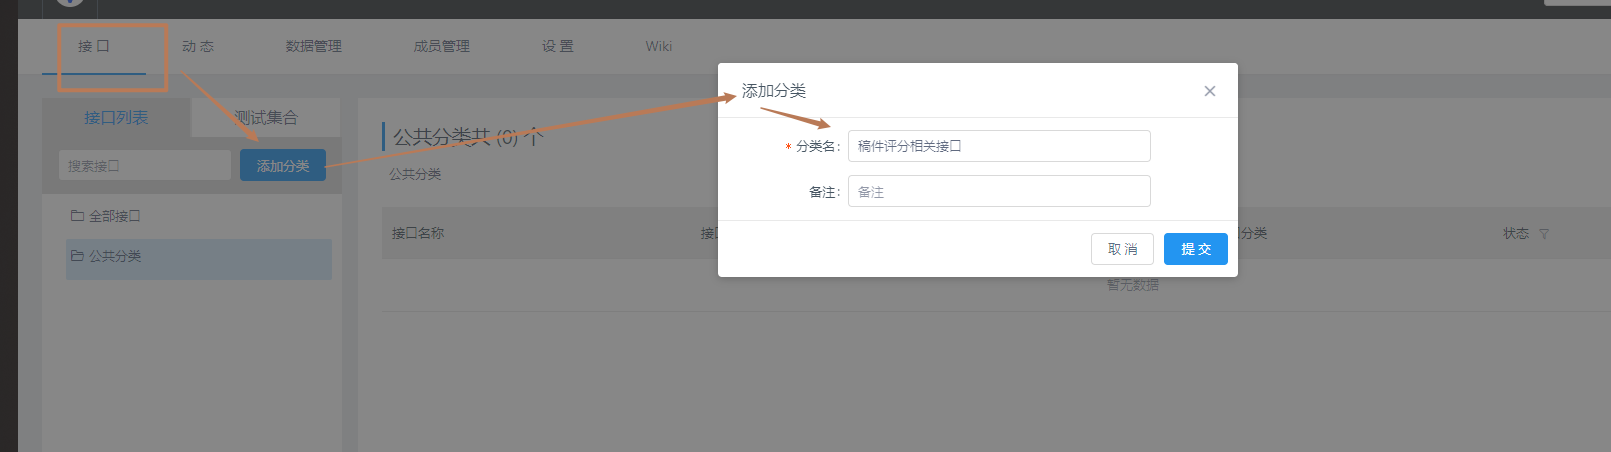 接 口
动 态
数据管理
成员管理
设 置
Wiki
接口列表
测试集合
搜索接口
添加分类
全部接口
公共分类
公共分类共 (0) 个
公共分类
接口名称
接口
分类
状态
暂无数据
添加分类
* 分类名:
稿件评分相关接口
备注:
备注
取 消
提 交